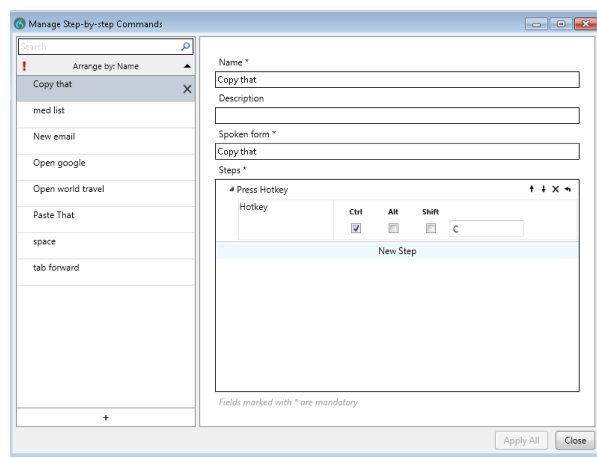 Manage Step-by-step Commands
Search
! Arrange by: Name
Copy that
med list
New email
Open google
Open world travel
Paste That
space
tab forward
+
Name *
Copy that
Description
Spoken form *
Copy that
Steps *
Press Hotkey
Hotkey Ctrl Alt Shift
C
New Step
Fields marked with * are mandatory
Apply All Close